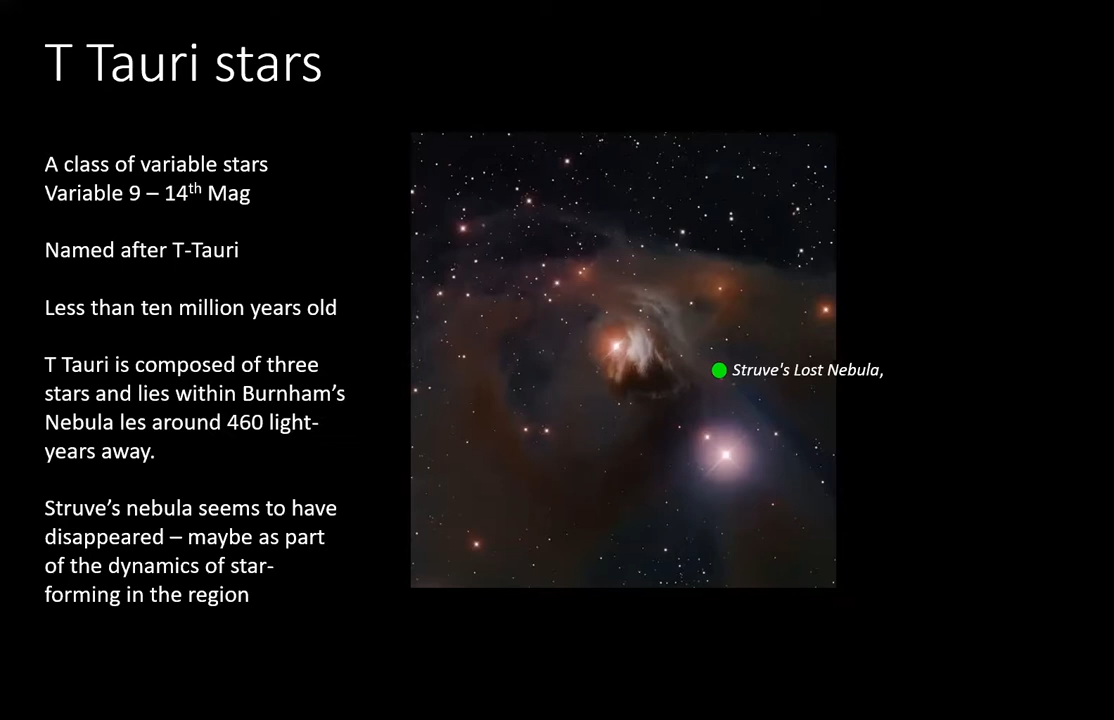 T Tauri stars
A class of variable stars
Variable 9 – 14th Mag
Named after T-Tauri
Less than ten million years old
T Tauri is composed of three
stars and lies within Burnham’s
Nebula les around 460 light-
years away.
Struve’s nebula seems to have
disappeared – maybe as part
of the dynamics of star-
forming in the region
Struve's Lost Nebula,